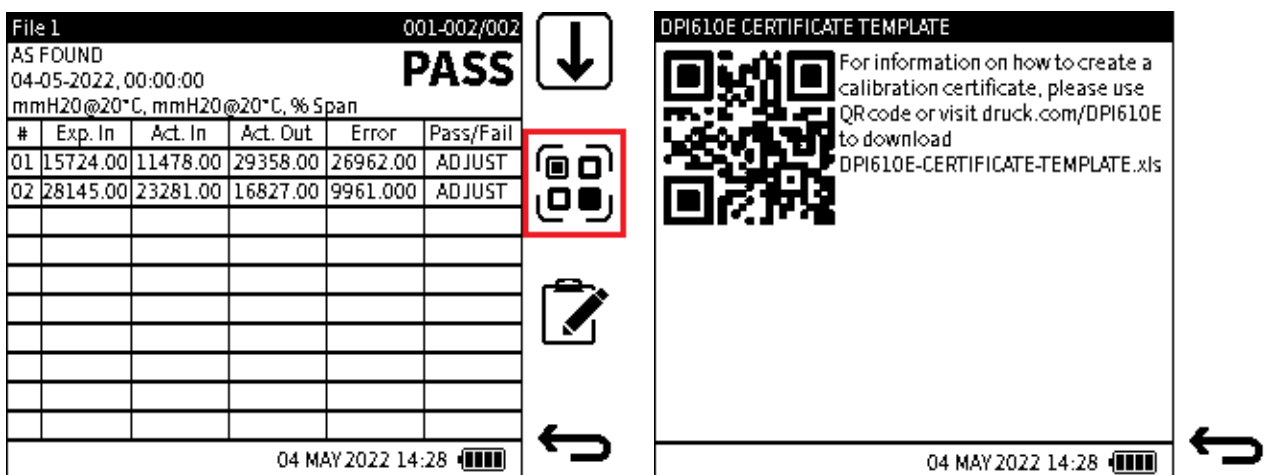 File 1 001-002/002
AS FOUND
04-05-2022, 00:00:00
PASS
mmH20@20°C, mmH20@20°C, % Span
# Exp. In Act. In Act. Out Error Pass/Fail
01 15724.00 11478.00 29358.00 26962.00 ADJUST
02 28145.00 23281.00 16827.00 9961.000 ADJUST
04 MAY 2022 14:28
DPI610E CERTIFICATE TEMPLATE
For information on how to create a
calibration certificate, please use
QR code or visit druck.com/DPI610E
to download
DPI610E-CERTIFICATE-TEMPLATE.xls
04 MAY 2022 14:28